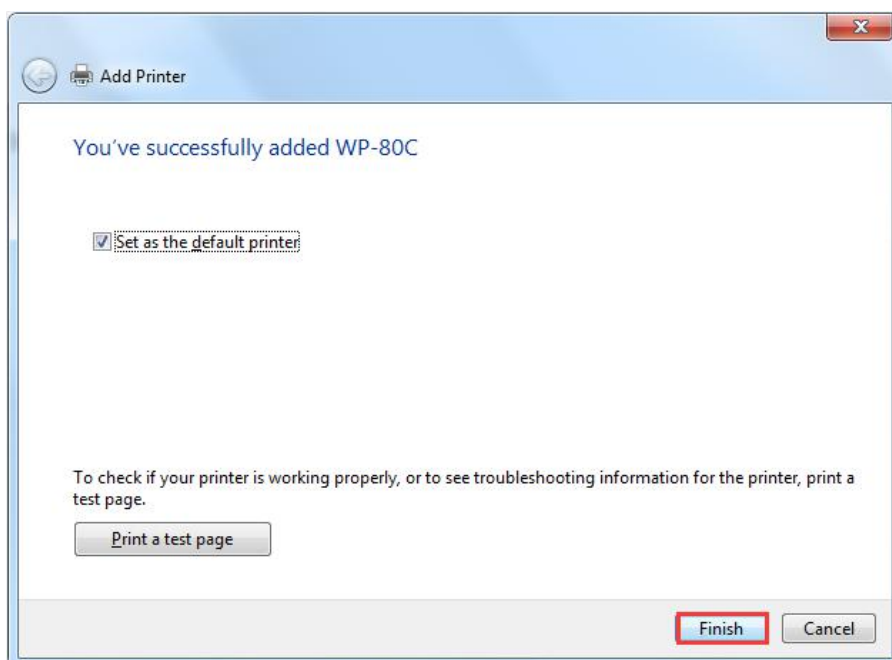 Add Printer
You've successfully added WP-80C
Set as the default printer
To check if your printer is working properly, or to see troubleshooting information for the printer, print a
test page.
Print a test page
Finish
Cancel